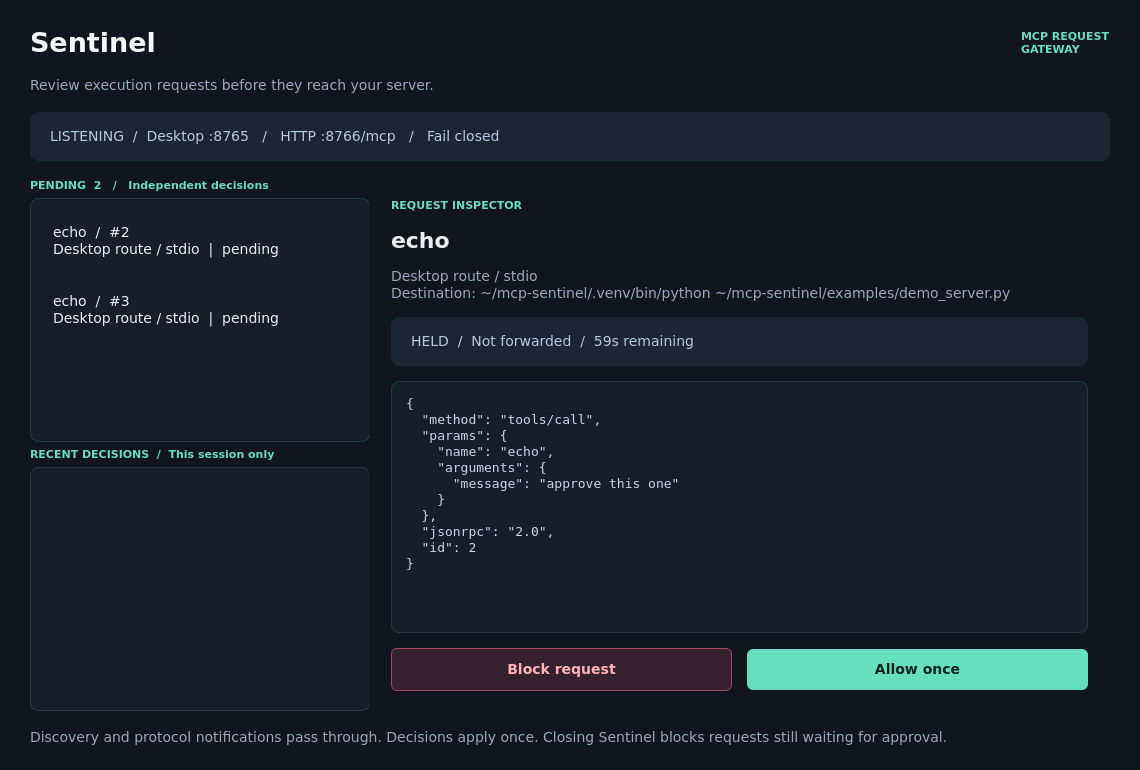 Sentinel
MCP REQUEST
GATEWAY
Review execution requests before they reach your server.
LISTENING / Desktop :8765 / HTTP :8766/mcp / Fail closed
PENDING 2 / Independent decisions
echo / #2
Desktop route / stdio | pending
echo / #3
Desktop route / stdio | pending
RECENT DECISIONS / This session only
REQUEST INSPECTOR
echo
Desktop route / stdio
Destination: ~/mcp-sentinel/.venv/bin/python ~/mcp-sentinel/examples/demo_server.py
HELD / Not forwarded / 59s remaining
{
  "method": "tools/call",
  "params": {
    "name": "echo",
    "arguments": {
      "message": "approve this one"
    }
  },
  "jsonrpc": "2.0",
  "id": 2
}
Block request
Allow once
Discovery and protocol notifications pass through. Decisions apply once. Closing Sentinel blocks requests still waiting for approval.